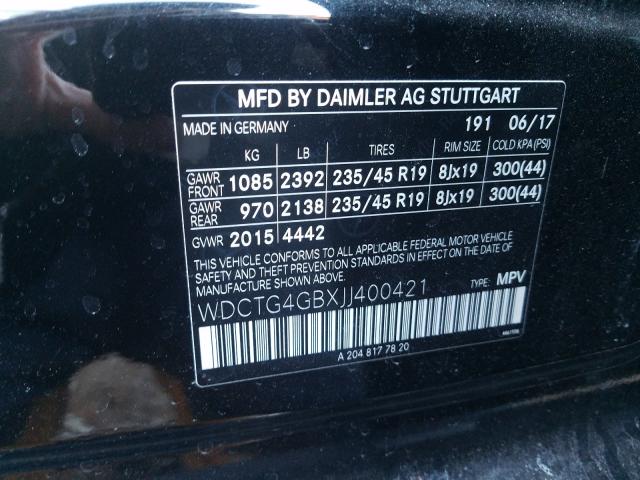 MFD BY DAIMLER AG STUTTGART
MADE IN GERMANY 191 06/17
KG LB TIRES RIM SIZE COLD KPA (PSI)
GAWR FRONT 1085 2392 235/45 R19 8Jx19 300(44)
GAWR REAR 970 2138 235/45 R19 8Jx19 300(44)
GVWR 2015 4442
THIS VEHICLE CONFORMS TO ALL APPLICABLE FEDERAL MOTOR VEHICLE
SAFETY AND THEFT PREVENTION STANDARDS IN EFFECT ON THE DATE OF
MANUFACTURE SHOWN ABOVE.
WDCTG4GBXJJ400421 TYPE: MPV
A 204 817 78 20